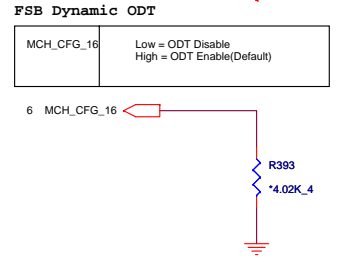 FSB Dynamic ODT
MCH_CFG_16
Low = ODT Disable
High = ODT Enable(Default)
6 MCH_CFG_16
R393
*4.02K_4